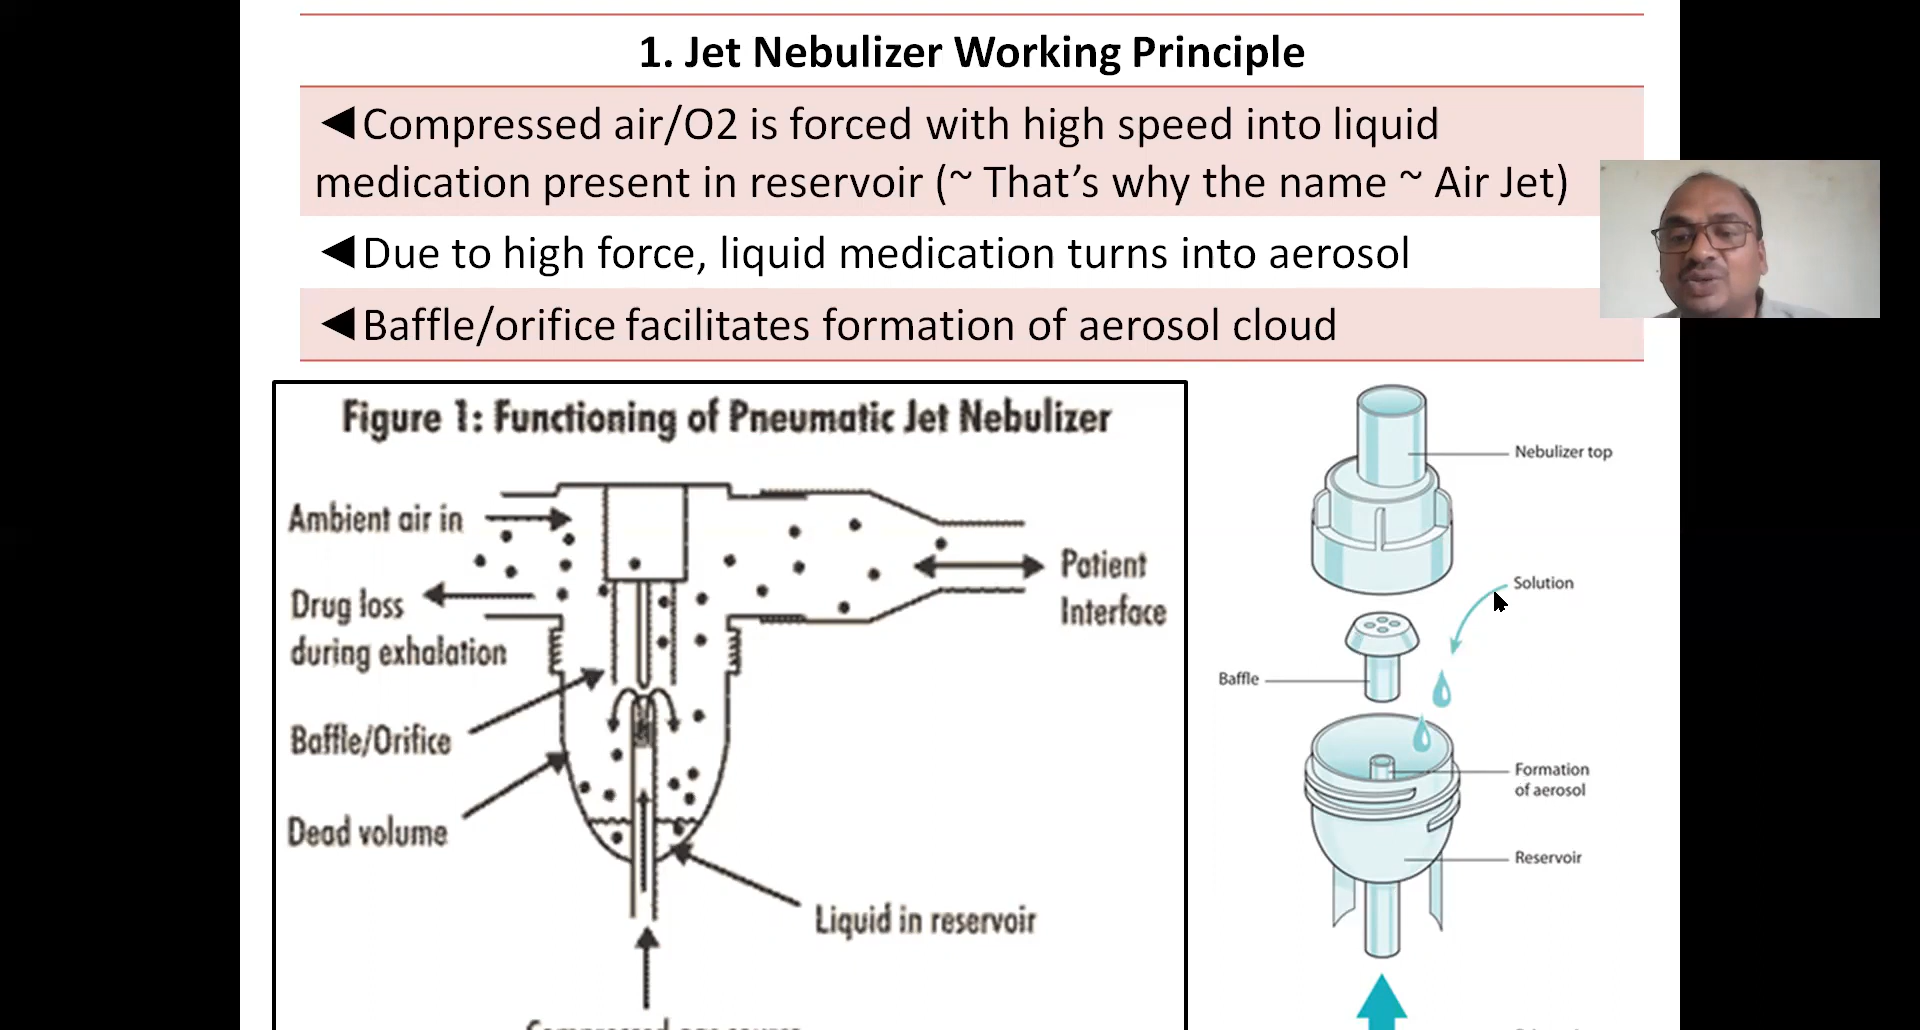 1. Jet Nebulizer Working Principle
◄Compressed air/O2 is forced with high speed into liquid
medication present in reservoir (~ That's why the name ~ Air Jet)
◄Due to high force, liquid medication turns into aerosol
◄Baffle/orifice facilitates formation of aerosol cloud
Figure 1: Functioning of Pneumatic Jet Nebulizer
Ambient air in
Drug loss
during exhalation
Baffle/Orifice
Dead volume
Patient
Interface
Liquid in reservoir
Nebulizer top
Solution
Baffle
Formation
of aerosol
Reservoir